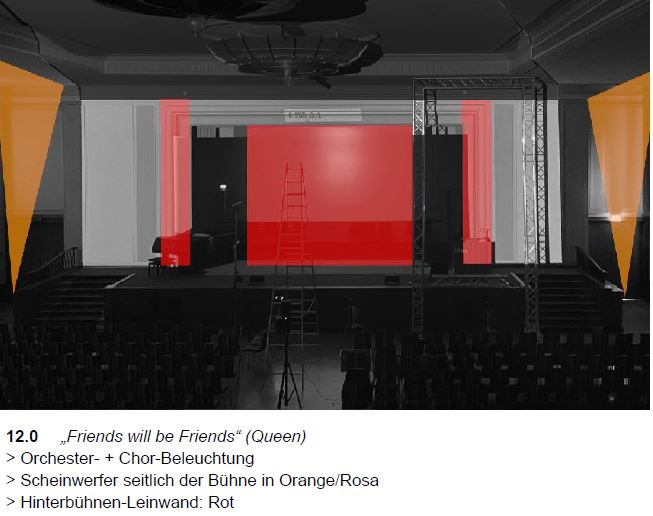 12.0 „Friends will be Friends“ (Queen)
> Orchester- + Chor-Beleuchtung
> Scheinwerfer seitlich der Bühne in Orange/Rosa
> Hinterbühnen-Leinwand: Rot